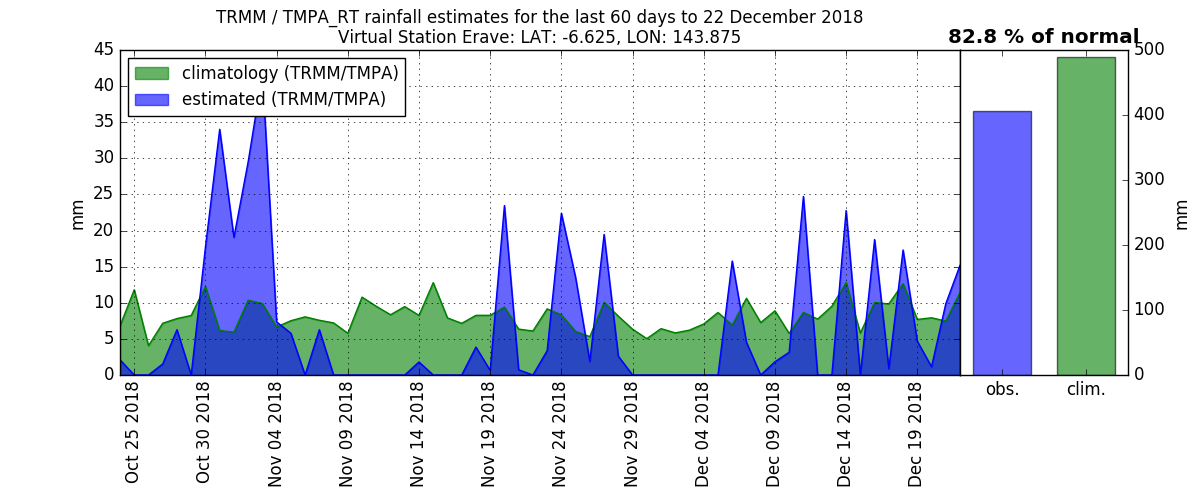 TRMM / TMPA_RT rainfall estimates for the last 60 days to 22 December 2018
Virtual Station Erave: LAT: -6.625, LON: 143.875
82.8 % of normal
climatology (TRMM/TMPA)
estimated (TRMM/TMPA)
45
40
35
30
25
20
15
10
5
0
mm
Oct 25 2018
Oct 30 2018
Nov 04 2018
Nov 09 2018
Nov 14 2018
Nov 19 2018
Nov 24 2018
Nov 29 2018
Dec 04 2018
Dec 09 2018
Dec 14 2018
Dec 19 2018
obs.
clim.
500
400
300
200
100
0
mm